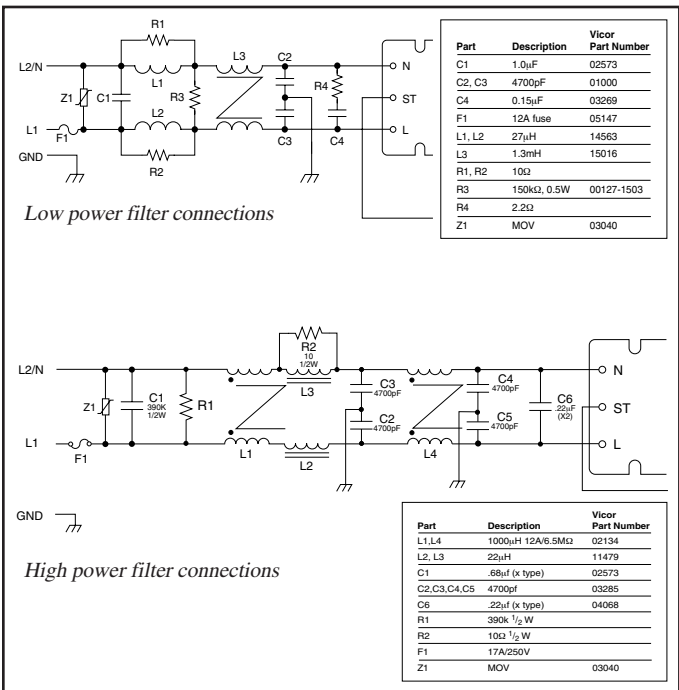 R1
L3
C2
L2/N
N
L1
Z1
C1
R3
R4
ST
L2
L1
L
F1
C3
C4
GND
R2
Low power filter connections
Part Description Vicor Part Number
C1 1.0µF 02573
C2, C3 4700pF 01000
C4 0.15µF 03269
F1 12A fuse 05147
L1, L2 27µH 14563
L3 1.3mH 15016
R1, R2 10Ω
R3 150kΩ, 0.5W 00127-1503
R4 2.2Ω
Z1 MOV 03040
R2
10
1/2W
L2/N
N
L3
C3
4700pF
C4
4700pF
Z1
C1
390K
1/2W
R1
C6
.22µF
(X2)
ST
C2
4700pF
C5
4700pF
L1
L
F1
L1
L2
L4
GND
High power filter connections
Part Description Vicor Part Number
L1,L4 1000µH 12A/6.5MΩ 02134
L2, L3 22µH 11479
C1 .68µf (x type) 02573
C2,C3,C4,C5 4700pf 03285
C6 .22µf (x type) 04068
R1 390k 1/2 W
R2 10Ω 1/2 W
F1 17A/250V
Z1 MOV 03040